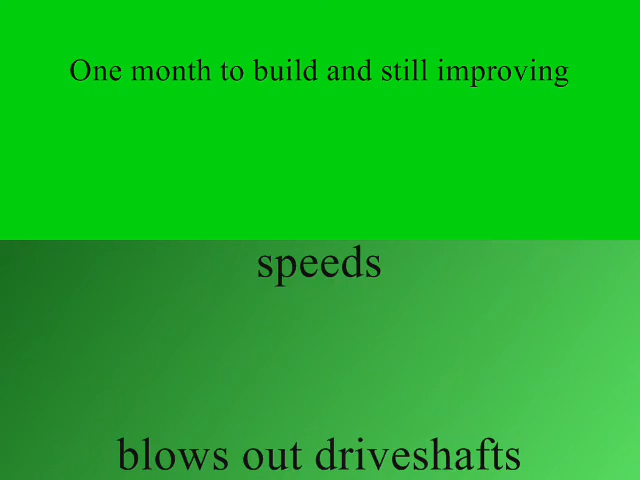 One month to build and still improving
speeds
blows out driveshafts